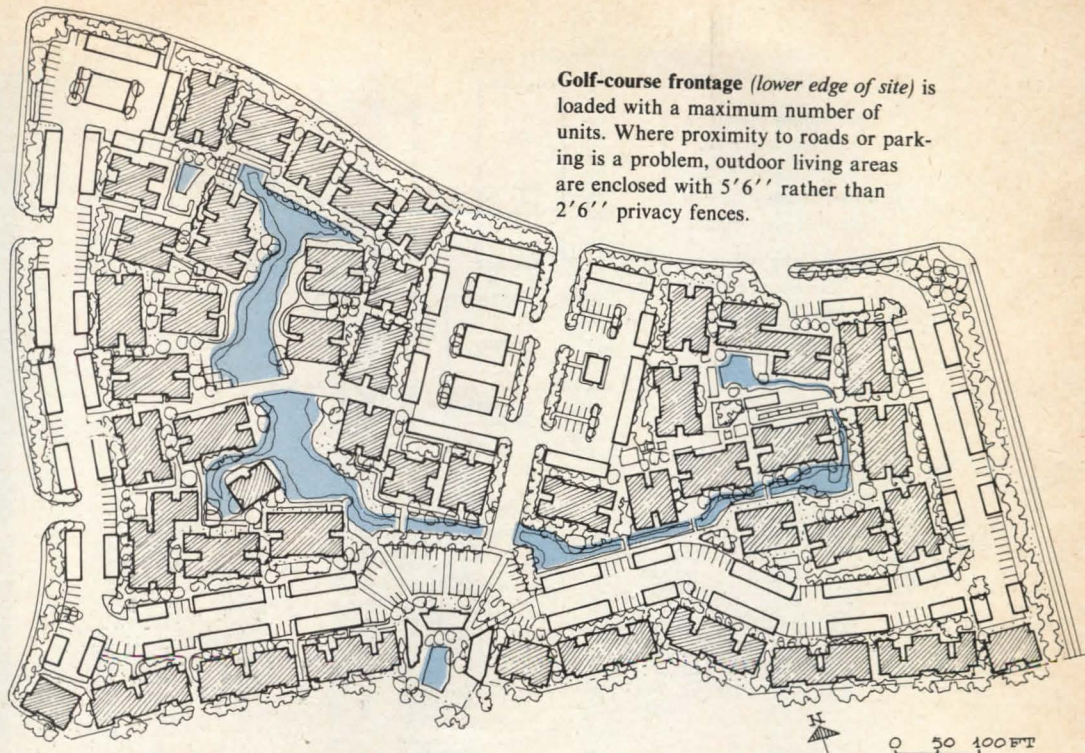 Golf-course frontage (lower edge of site) is
loaded with a maximum number of
units. Where proximity to roads or park-
ing is a problem, outdoor living areas
are enclosed with 5'6'' rather than
2'6'' privacy fences.
N
0 50 100 FT